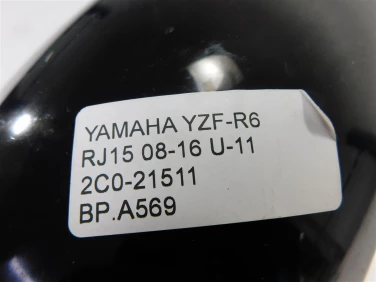 YAMAHA YZF-R6
RJ15 08-16 U-11
2C0-21511
BP.A569